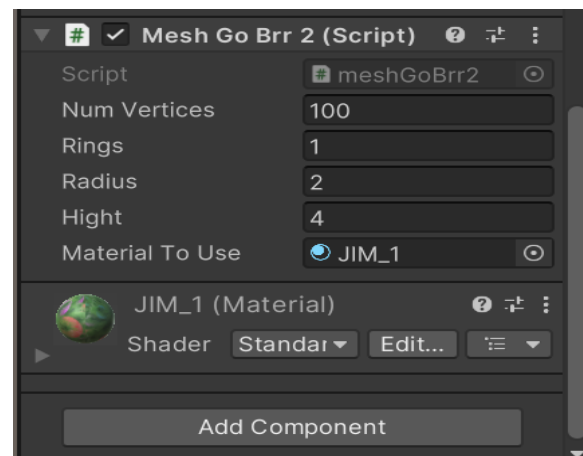 # Mesh Go Brr 2 (Script)
Script # meshGoBrr2
Num Vertices 100
Rings 1
Radius 2
Hight 4
Material To Use JIM_1
JIM_1 (Material)
Shader Standar Edit...
Add Component